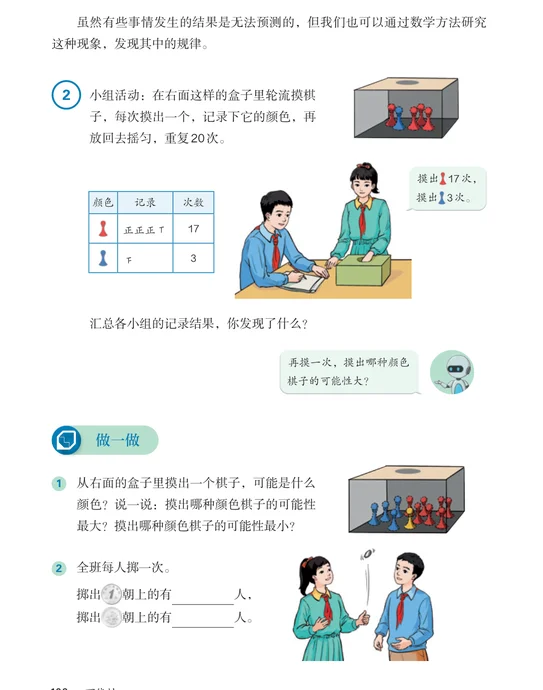 虽然有些事情发生的结果是无法预测的，但我们也可以通过数学方法研究
这种现象，发现其中的规律。
2 小组活动：在右面这样的盒子里轮流摸棋
子，每次摸出一个，记录下它的颜色，再
放回去摇匀，重复20次。
摸出17次，
摸出3次。
颜色 记录 次数
正正正丅 17
𠄟 3
汇总各小组的记录结果，你发现了什么？
再摸一次，摸出哪种颜色
棋子的可能性大？
做一做
1 从右面的盒子里摸出一个棋子，可能是什么
颜色？说一说：摸出哪种颜色棋子的可能性
最大？摸出哪种颜色棋子的可能性最小？
2 全班每人掷一次。
掷出1朝上的有______人，
掷出朝上的有______人。